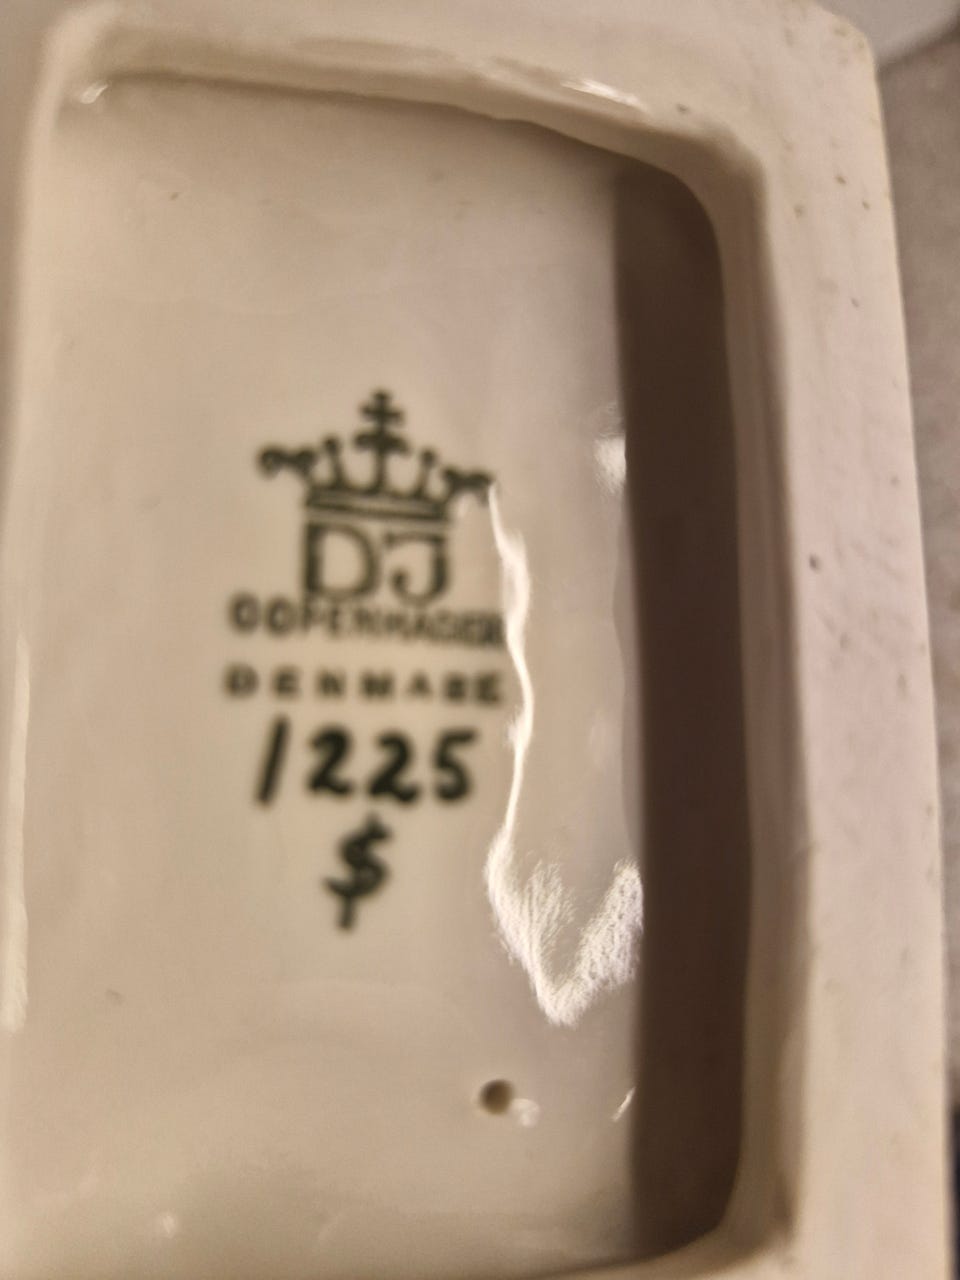 DJ
COPENHAGEN
DENMARK
1225
$